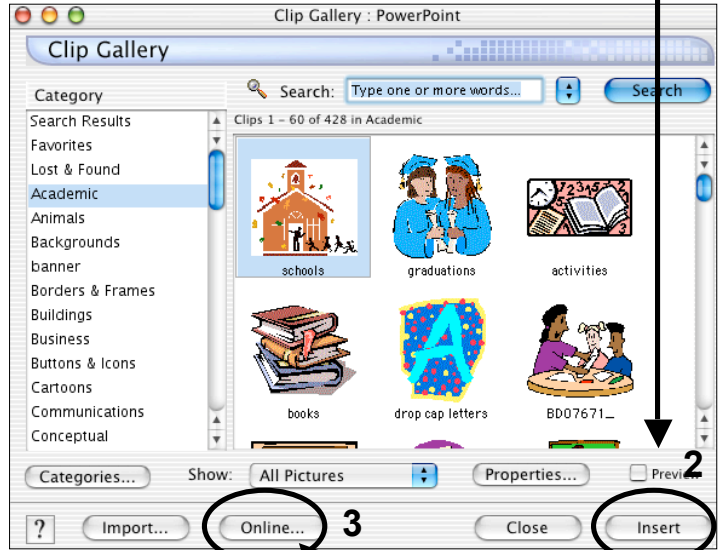 Clip Gallery : PowerPoint
Clip Gallery
Category
Search: Type one or more words... Search
Search Results
Favorites
Lost & Found
Academic
Animals
Backgrounds
banner
Borders & Frames
Buildings
Business
Buttons & Icons
Cartoons
Communications
Conceptual
Clips 1 - 60 of 428 in Academic
schools graduations activities
books drop cap letters BD07671_
Categories... Show: All Pictures Properties... Preview 2
? Import... Online... 3 Close Insert